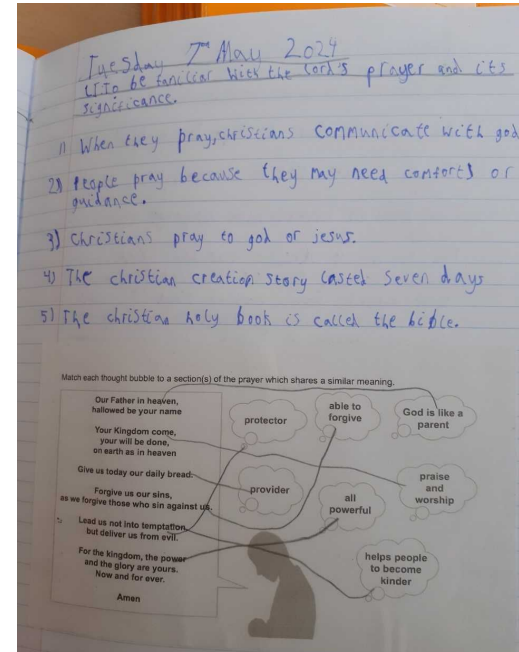 Tuesday 7th May 2024
LI To be familiar with the Lord's prayer and its
significance.
1) When they pray, christians communicate with god
2) People pray because they may need comfort or
guidance.
3) Christians pray to god or jesus.
4) The christian creation story lasted seven days
5) The christian holy book is called the bible.
Match each thought bubble to a section(s) of the prayer which shares a similar meaning.
Our Father in heaven,
hallowed be your name
Your Kingdom come,
your will be done,
on earth as in heaven
Give us today our daily bread.
Forgive us our sins,
as we forgive those who sin against us.
Lead us not into temptation
but deliver us from evil.
For the kingdom, the power
and the glory are yours.
Now and for ever.
Amen
protector
able to
forgive
God is like a
parent
provider
all
powerful
praise
and
worship
helps people
to become
kinder